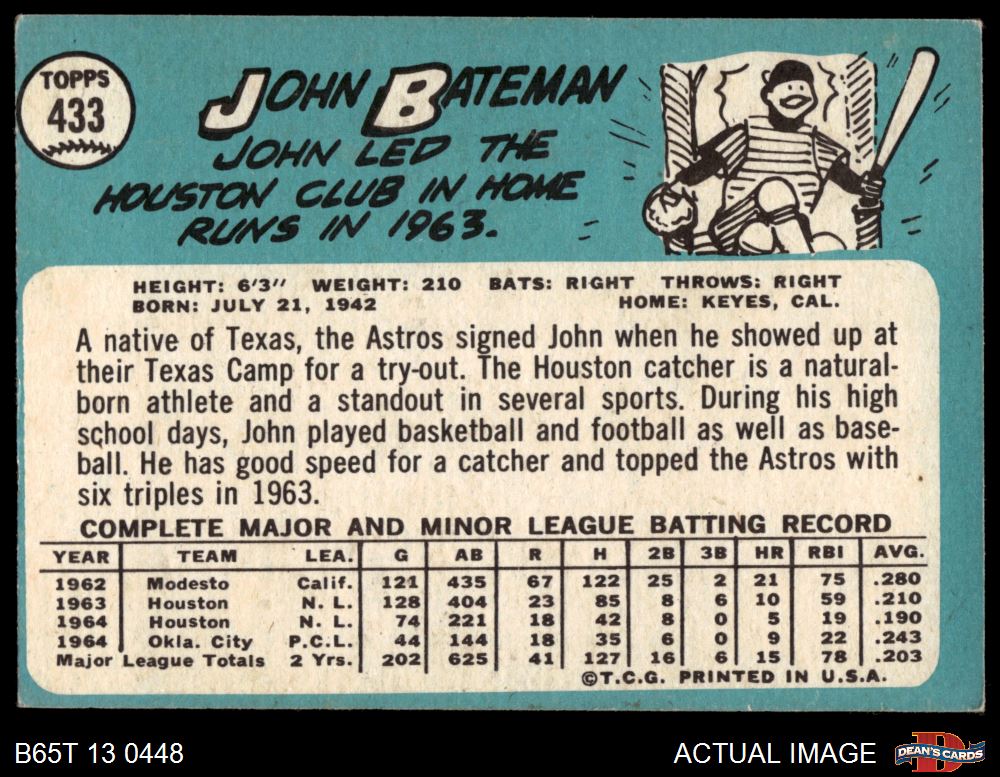 TOPPS
433
JOHN BATEMAN
JOHN LED THE
HOUSTON CLUB IN HOME
RUNS IN 1963.
HEIGHT: 6'3" WEIGHT: 210 BATS: RIGHT THROWS: RIGHT
BORN: JULY 21, 1942 HOME: KEYES, CAL.
A native of Texas, the Astros signed John when he showed up at
their Texas Camp for a try-out. The Houston catcher is a natural-
born athlete and a standout in several sports. During his high
school days, John played basketball and football as well as base-
ball. He has good speed for a catcher and topped the Astros with
six triples in 1963.
COMPLETE MAJOR AND MINOR LEAGUE BATTING RECORD
YEAR TEAM LEA. G AB R H 2B 3B HR RBI AVG.
1962 Modesto Calif. 121 435 67 122 25 2 21 75 .280
1963 Houston N. L. 128 404 23 85 8 6 10 59 .210
1964 Houston N. L. 74 221 18 42 8 0 5 19 .190
1964 Okla. City P.C.L. 44 144 18 35 6 0 9 22 .243
Major League Totals 2 Yrs. 202 625 41 127 16 6 15 78 .203
©T.C.G. PRINTED IN U.S.A.
B65T 13 0448
ACTUAL IMAGE
DEAN'S CARDS